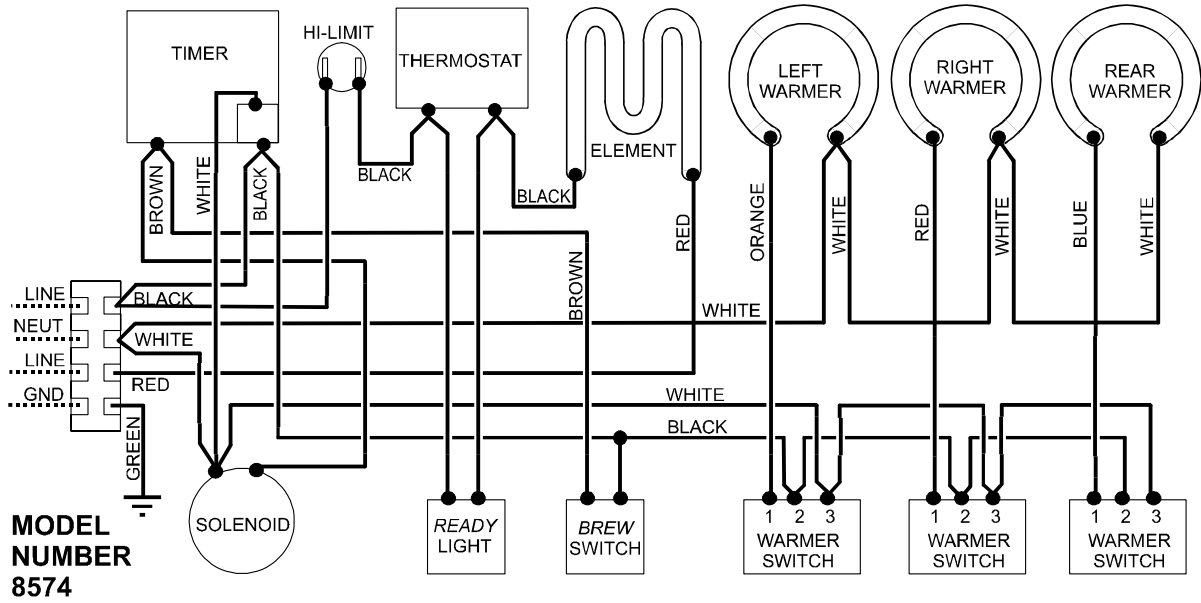 TIMER
HI-LIMIT
THERMOSTAT
ELEMENT
LEFT
WARMER
RIGHT
WARMER
REAR
WARMER
BROWN
WHITE
BLACK
BLACK
BLACK
RED
ORANGE
WHITE
RED
WHITE
BLUE
WHITE
BROWN
LINE
BLACK
WHITE
NEUT
WHITE
LINE
RED
GND
GREEN
WHITE
BLACK
SOLENOID
READY
LIGHT
BREW
SWITCH
1 2 3
WARMER
SWITCH
1 2 3
WARMER
SWITCH
1 2 3
WARMER
SWITCH
MODEL
NUMBER
8574